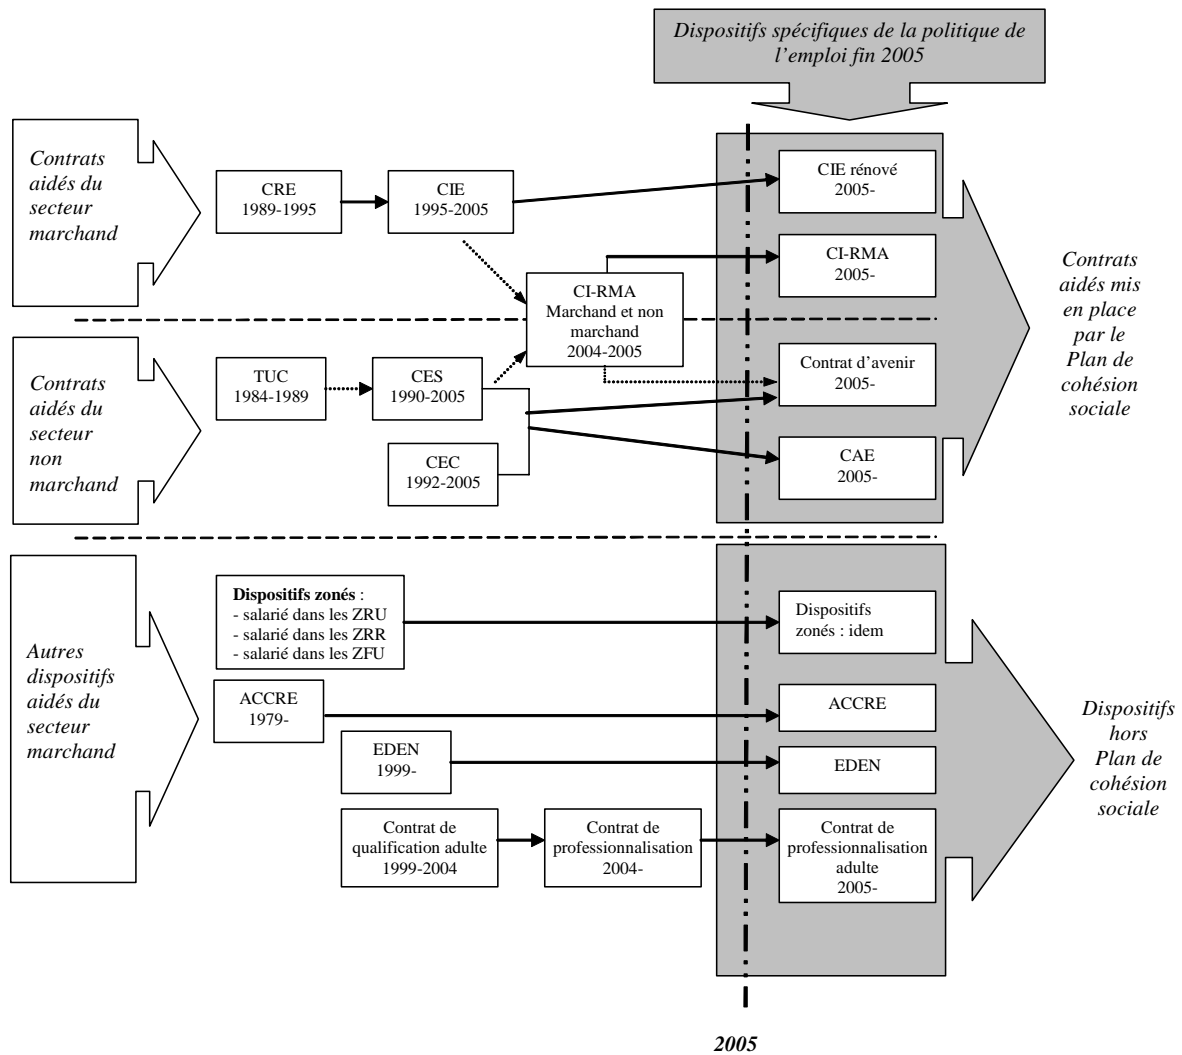 Dispositifs spécifiques de la politique de
l’emploi fin 2005
Contrats
aidés du
secteur
marchand
CRE
1989-1995
CIE
1995-2005
CIE rénové
2005-
CI-RMA
2005-
CI-RMA
Marchand et non
marchand
2004-2005
Contrats
aidés mis
en place
par le
Plan de
cohésion
sociale
Contrats
aidés du
secteur
non
marchand
TUC
1984-1989
CES
1990-2005
CEC
1992-2005
Contrat d’avenir
2005-
CAE
2005-
Autres
dispositifs
aidés du
secteur
marchand
Dispositifs zonés :
- salarié dans les ZRU
- salarié dans les ZRR
- salarié dans les ZFU
Dispositifs
zonés : idem
ACCRE
1979-
ACCRE
EDEN
1999-
EDEN
Contrat de
qualification adulte
1999-2004
Contrat de
professionnalisation
2004-
Contrat de
professionnalisation
adulte
2005-
Dispositifs
hors
Plan de
cohésion
sociale
2005